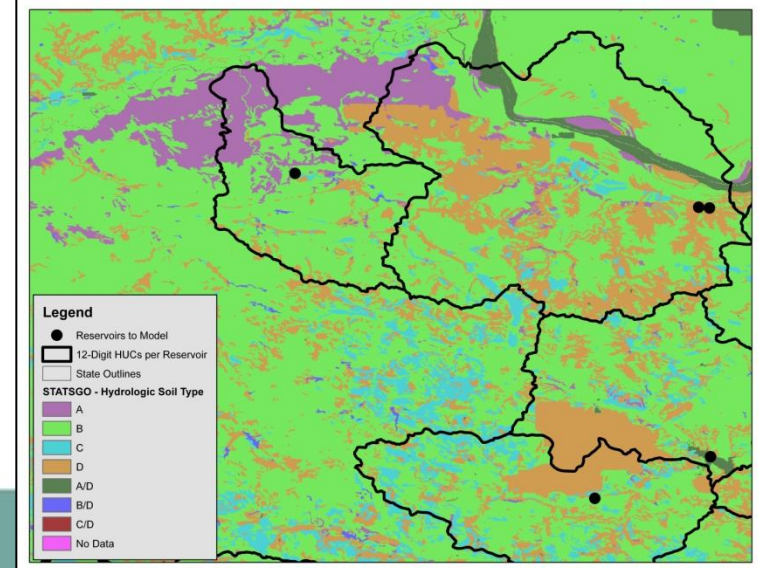 Legend
Reservoirs to Model
12-Digit HUCs per Reservoir
State Outlines
STATSGO - Hydrologic Soil Type
A
B
C
D
A/D
B/D
C/D
No Data